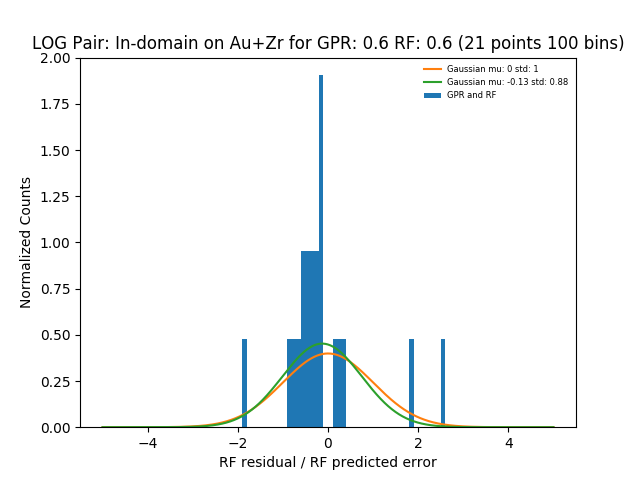 LOG Pair: In-domain on Au+Zr for GPR: 0.6 RF: 0.6 (21 points 100 bins)
Gaussian mu: 0 std: 1
Gaussian mu: -0.13 std: 0.88
GPR and RF
2.00
1.75
1.50
1.25
1.00
0.75
0.50
0.25
0.00
Normalized Counts
−4 −2 0 2 4
RF residual / RF predicted error